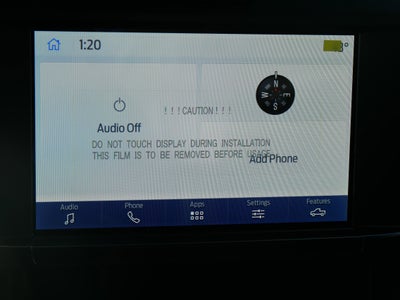 1:20
°
N
W E
S
!!!CAUTION!!!
Audio Off
DO NOT TOUCH DISPLAY DURING INSTALLATION
THIS FILM IS TO BE REMOVED BEFORE USAGE
Add Phone
Audio
Phone
Apps
Settings
Features